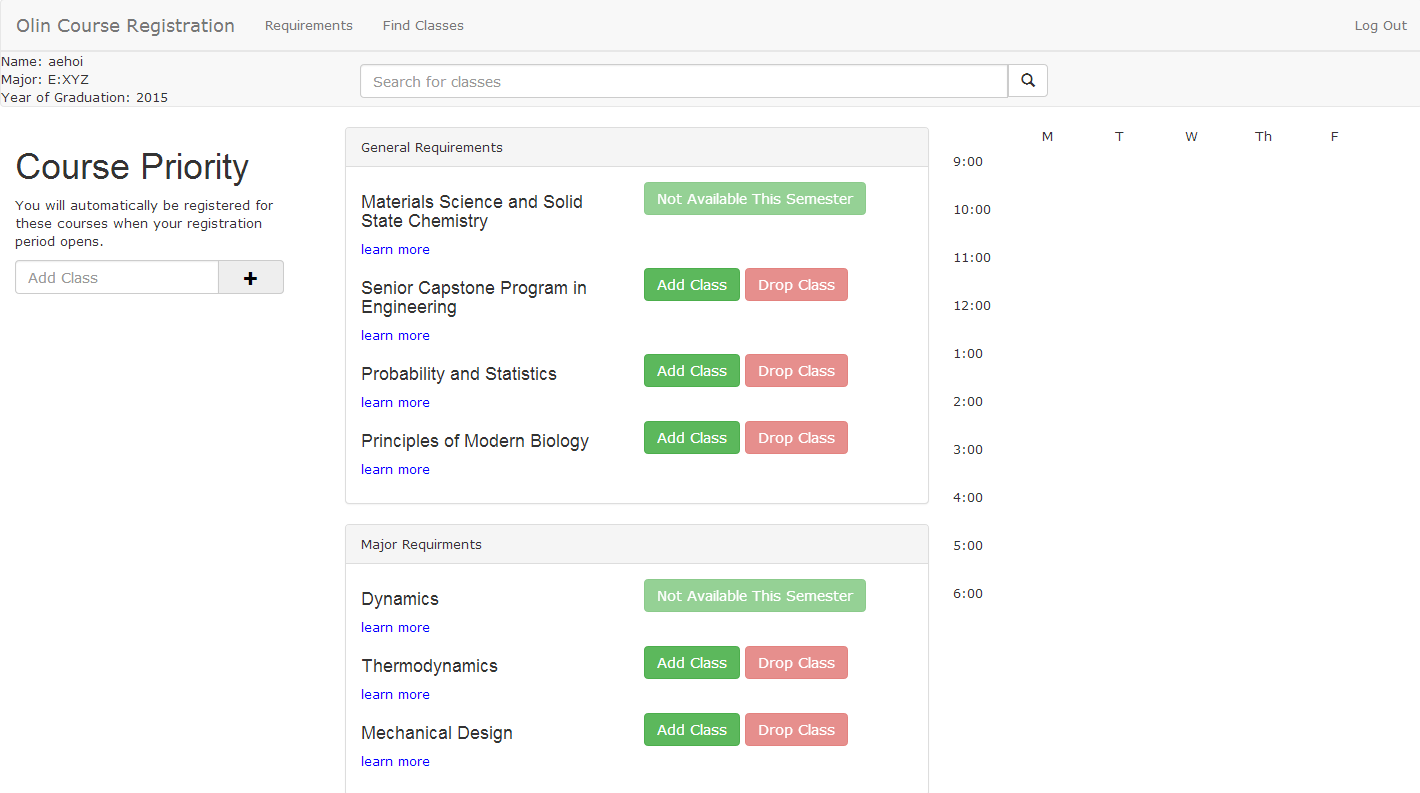 Olin Course Registration Requirements Find Classes Log Out
Name: aehoi
Major: E:XYZ
Year of Graduation: 2015
Search for classes
Course Priority
You will automatically be registered for
these courses when your registration
period opens.
Add Class
General Requirements
Materials Science and Solid
State Chemistry
Not Available This Semester
learn more
Senior Capstone Program in
Engineering
Add Class Drop Class
learn more
Probability and Statistics
Add Class Drop Class
learn more
Principles of Modern Biology
Add Class Drop Class
learn more
Major Requirments
Dynamics
Not Available This Semester
learn more
Thermodynamics
Add Class Drop Class
learn more
Mechanical Design
Add Class Drop Class
learn more
M T W Th F
9:00
10:00
11:00
12:00
1:00
2:00
3:00
4:00
5:00
6:00